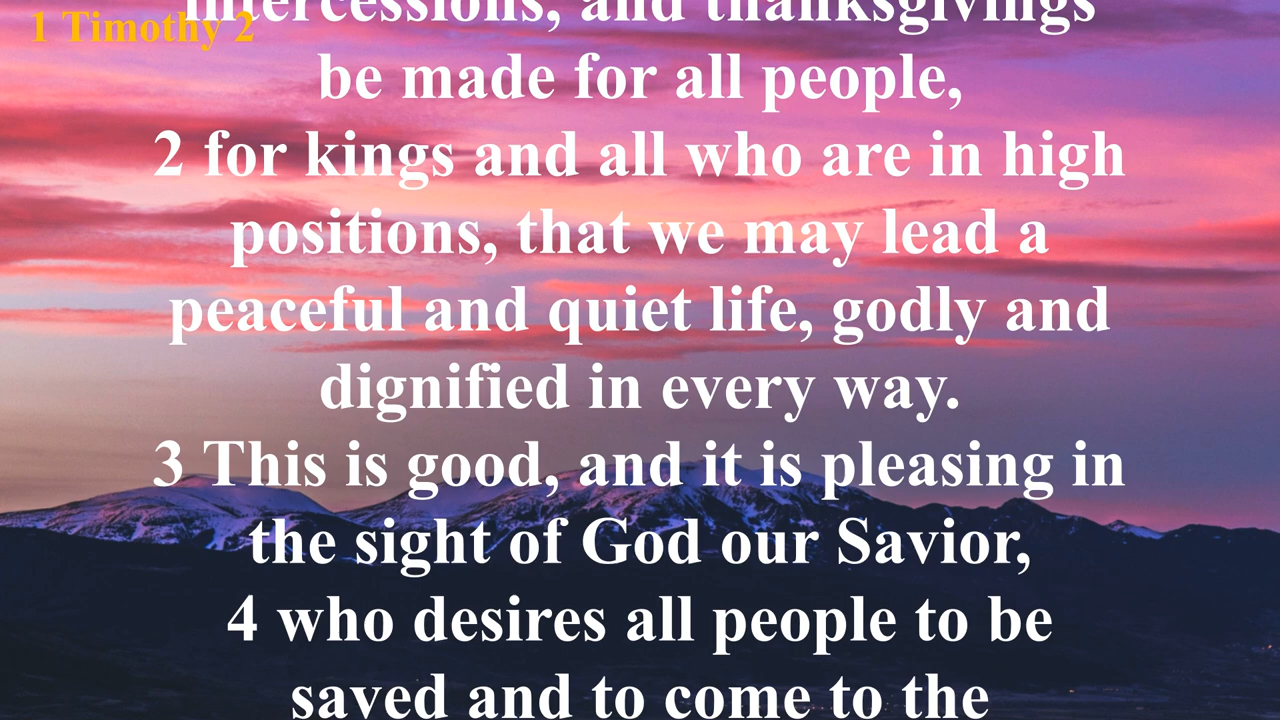 1 Timothy 2
intercessions, and thanksgivings
be made for all people,
2 for kings and all who are in high
positions, that we may lead a
peaceful and quiet life, godly and
dignified in every way.
3 This is good, and it is pleasing in
the sight of God our Savior,
4 who desires all people to be
saved and to come to the